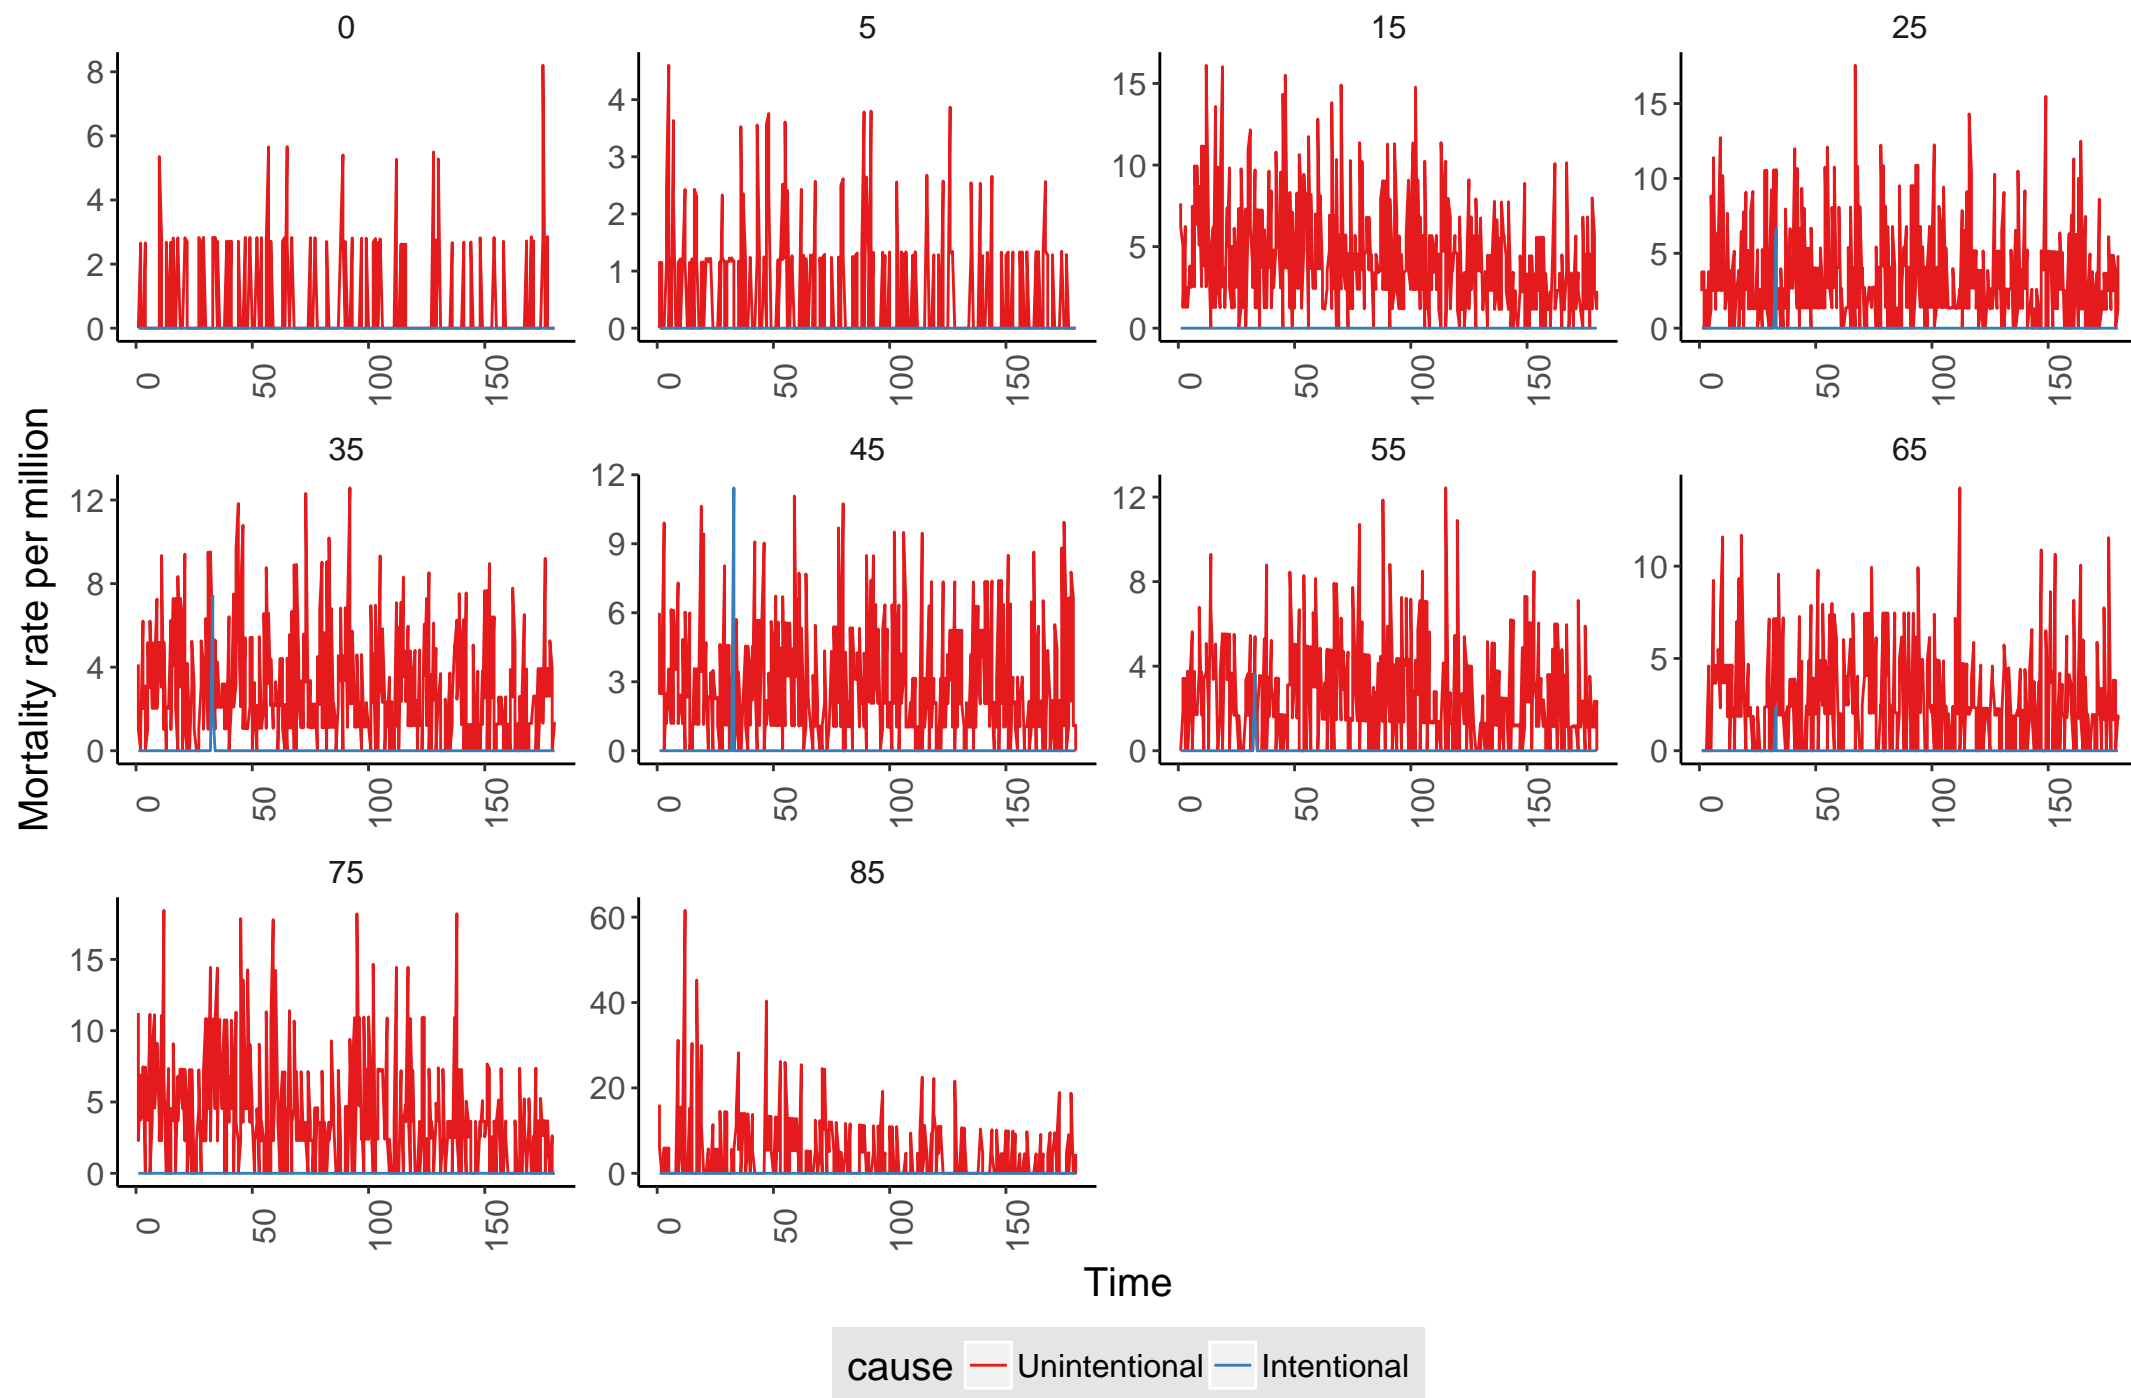 0 5 15 25
8 6 4 2 0
4 3 2 1 0
15 10 5 0
15 10 5 0
0 50 100 150
0 50 100 150
0 50 100 150
0 50 100 150
Mortality rate per million
35 45 55 65
12 8 4 0
12 9 6 3 0
12 8 4 0
10 5 0
0 50 100 150
0 50 100 150
0 50 100 150
0 50 100 150
75 85
15 10 5 0
60 40 20 0
0 50 100 150
0 50 100 150
Time
cause Unintentional Intentional